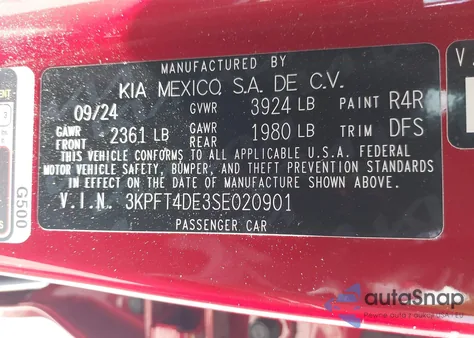 MANUFACTURED BY
KIA MEXICO, S.A. DE C.V.
09/24 GVWR 3924 LB PAINT R4R
GAWR FRONT 2361 LB GAWR REAR 1980 LB TRIM DFS
THIS VEHICLE CONFORMS TO ALL APPLICABLE U.S.A. FEDERAL
MOTOR VEHICLE SAFETY, BUMPER, AND THEFT PREVENTION STANDARDS
IN EFFECT ON THE DATE OF MANUFACTURE SHOWN ABOVE.
V.I.N. 3KPFT4DE3SE020901
PASSENGER CAR
G500
V.
autoSnap